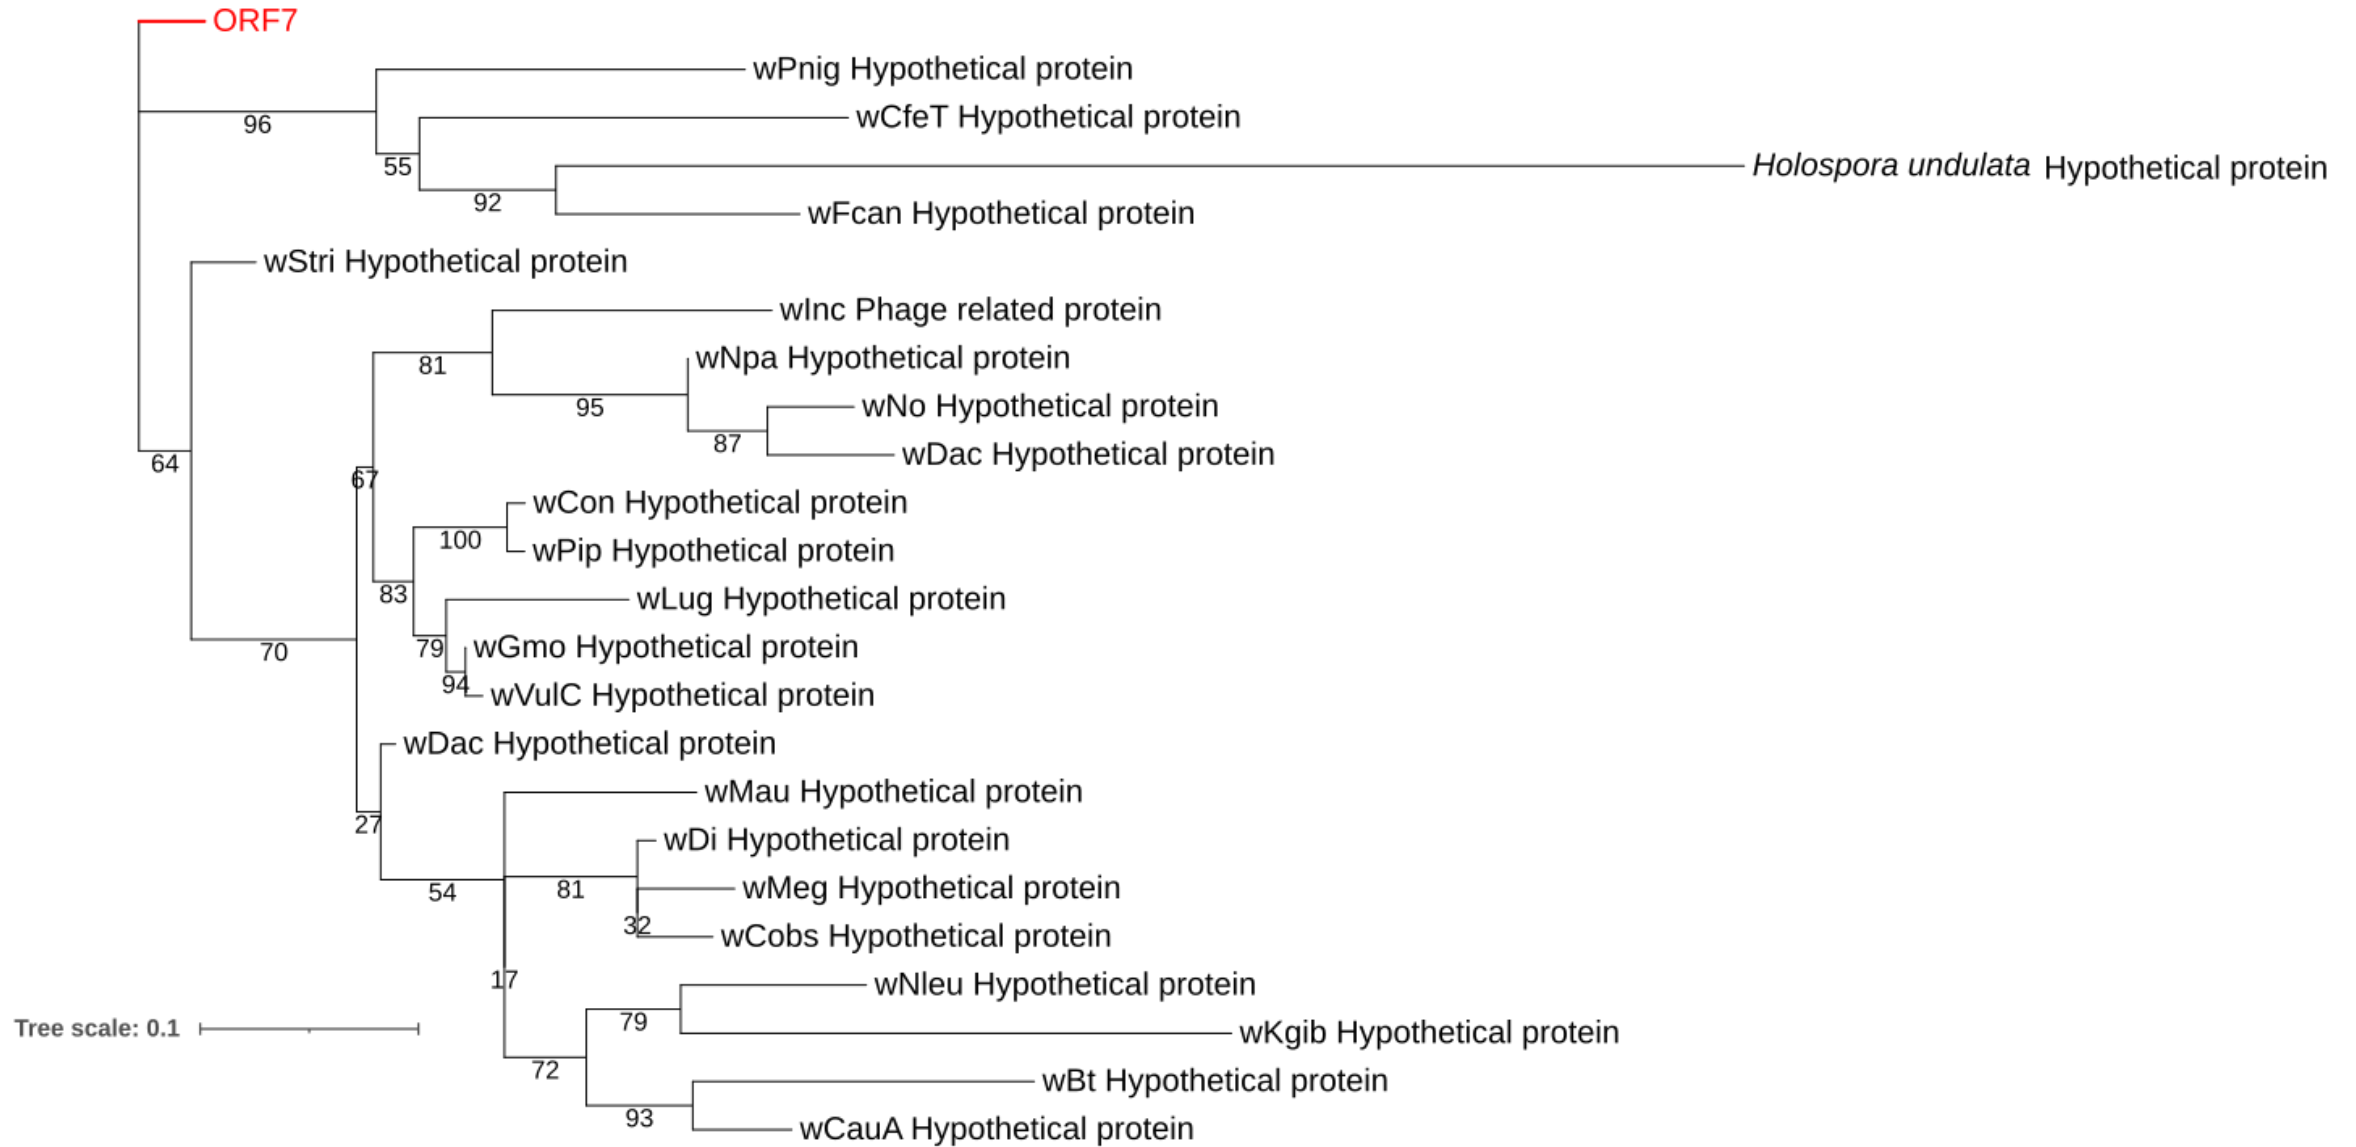 ORF7
wPnig Hypothetical protein
96
wCfeT Hypothetical protein
55
Holospora undulata Hypothetical protein
92
wFcan Hypothetical protein
wStri Hypothetical protein
wInc Phage related protein
81
wNpa Hypothetical protein
95
wNo Hypothetical protein
87
wDac Hypothetical protein
64
67
wCon Hypothetical protein
100
wPip Hypothetical protein
83
wLug Hypothetical protein
79
wGmo Hypothetical protein
70
94
wVulC Hypothetical protein
wDac Hypothetical protein
wMau Hypothetical protein
27
wDi Hypothetical protein
54
81
wMeg Hypothetical protein
32
wCobs Hypothetical protein
17
wNleu Hypothetical protein
Tree scale: 0.1
79
wKgib Hypothetical protein
72
wBt Hypothetical protein
93
wCauA Hypothetical protein